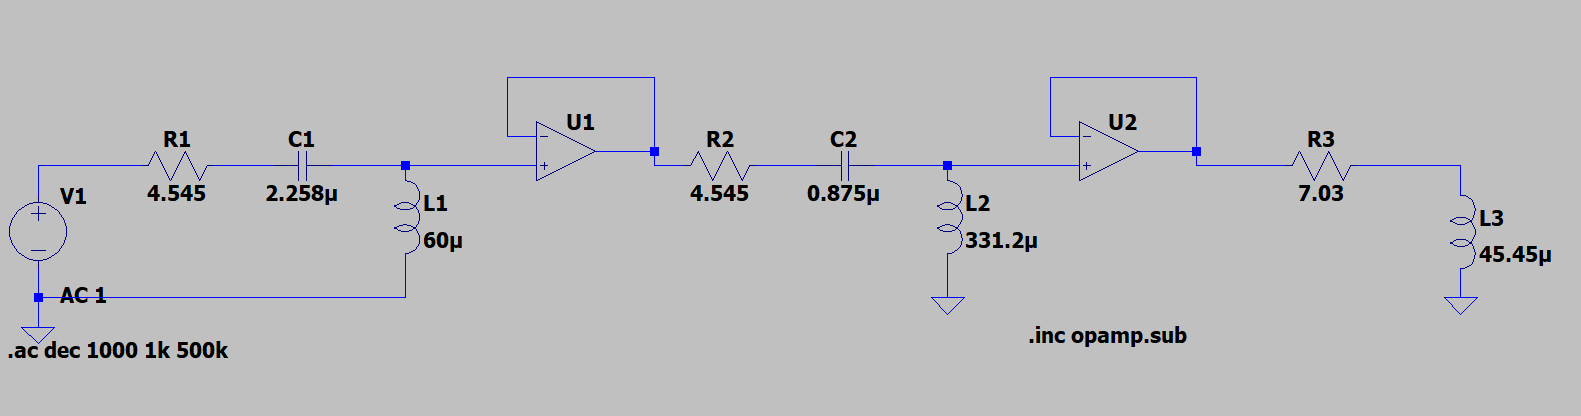 V1
AC 1
R1
4.545
C1
2.258µ
L1
60µ
U1
R2
4.545
C2
0.875µ
L2
331.2µ
U2
R3
7.03
L3
45.45µ
.ac dec 1000 1k 500k
.inc opamp.sub